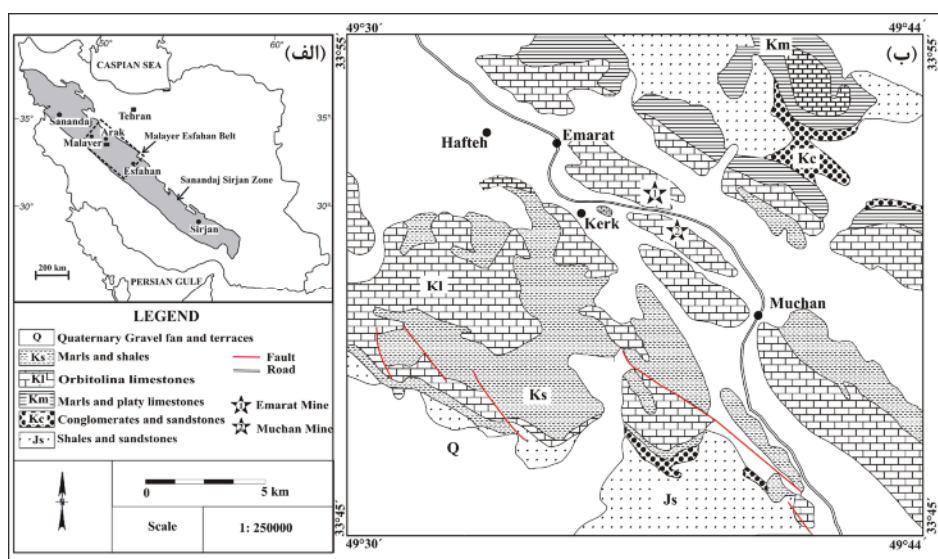 (الف)
50°
60°
CASPIAN SEA
35°
Tehran
Sanandaj
Arak
Malayer
Malayer Esfahan Belt
Esfahan
Sanandaj Sirjan Zone
30°
Sirjan
200 km
PERSIAN GULF
LEGEND
Q Quaternary Gravel fan and terraces
Ks Marls and shales
Kl Orbitolina limestones
Km Marls and platy limestones
Kc Conglomerates and sandstones
Js Shales and sandstones
Fault
Road
1 Emarat Mine
2 Muchan Mine
0 5 km
Scale 1: 250000
49°30′
49°44′
33°55′
33°55′
(ب)
Km
Hafteh
Emarat
Kc
1
Kerk
2
Kl
Muchan
Ks
Q
Js
33°45′
33°45′
49°30′
49°44′